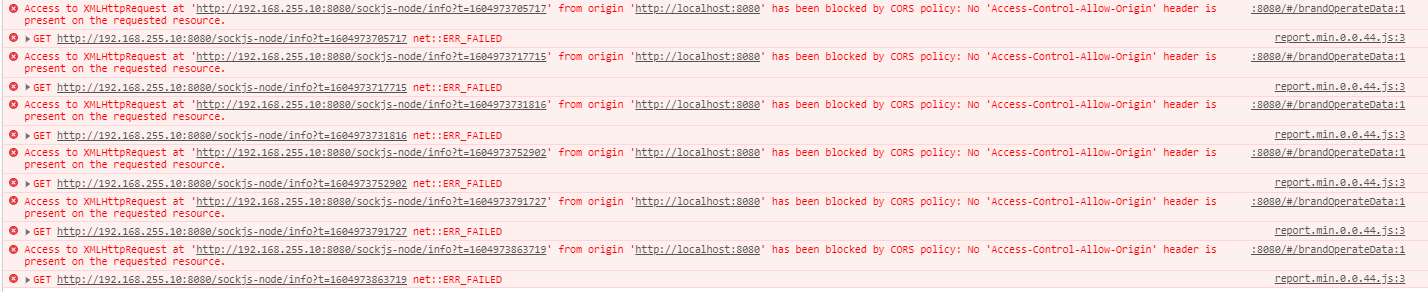 Access to XMLHttpRequest at 'http://192.168.255.10:8080/sockjs-node/info?t=1604973705717' from origin 'http://localhost:8080' has been blocked by CORS policy: No 'Access-Control-Allow-Origin' header is :8080/#/brandOperateData:1
present on the requested resource.
GET http://192.168.255.10:8080/sockjs-node/info?t=1604973705717 net::ERR_FAILED report.min.0.0.44.js:3
Access to XMLHttpRequest at 'http://192.168.255.10:8080/sockjs-node/info?t=1604973717715' from origin 'http://localhost:8080' has been blocked by CORS policy: No 'Access-Control-Allow-Origin' header is :8080/#/brandOperateData:1
present on the requested resource.
GET http://192.168.255.10:8080/sockjs-node/info?t=1604973717715 net::ERR_FAILED report.min.0.0.44.js:3
Access to XMLHttpRequest at 'http://192.168.255.10:8080/sockjs-node/info?t=1604973731816' from origin 'http://localhost:8080' has been blocked by CORS policy: No 'Access-Control-Allow-Origin' header is :8080/#/brandOperateData:1
present on the requested resource.
GET http://192.168.255.10:8080/sockjs-node/info?t=1604973731816 net::ERR_FAILED report.min.0.0.44.js:3
Access to XMLHttpRequest at 'http://192.168.255.10:8080/sockjs-node/info?t=1604973752902' from origin 'http://localhost:8080' has been blocked by CORS policy: No 'Access-Control-Allow-Origin' header is :8080/#/brandOperateData:1
present on the requested resource.
GET http://192.168.255.10:8080/sockjs-node/info?t=1604973752902 net::ERR_FAILED report.min.0.0.44.js:3
Access to XMLHttpRequest at 'http://192.168.255.10:8080/sockjs-node/info?t=1604973791727' from origin 'http://localhost:8080' has been blocked by CORS policy: No 'Access-Control-Allow-Origin' header is :8080/#/brandOperateData:1
present on the requested resource.
GET http://192.168.255.10:8080/sockjs-node/info?t=1604973791727 net::ERR_FAILED report.min.0.0.44.js:3
Access to XMLHttpRequest at 'http://192.168.255.10:8080/sockjs-node/info?t=1604973863719' from origin 'http://localhost:8080' has been blocked by CORS policy: No 'Access-Control-Allow-Origin' header is :8080/#/brandOperateData:1
present on the requested resource.
GET http://192.168.255.10:8080/sockjs-node/info?t=1604973863719 net::ERR_FAILED report.min.0.0.44.js:3